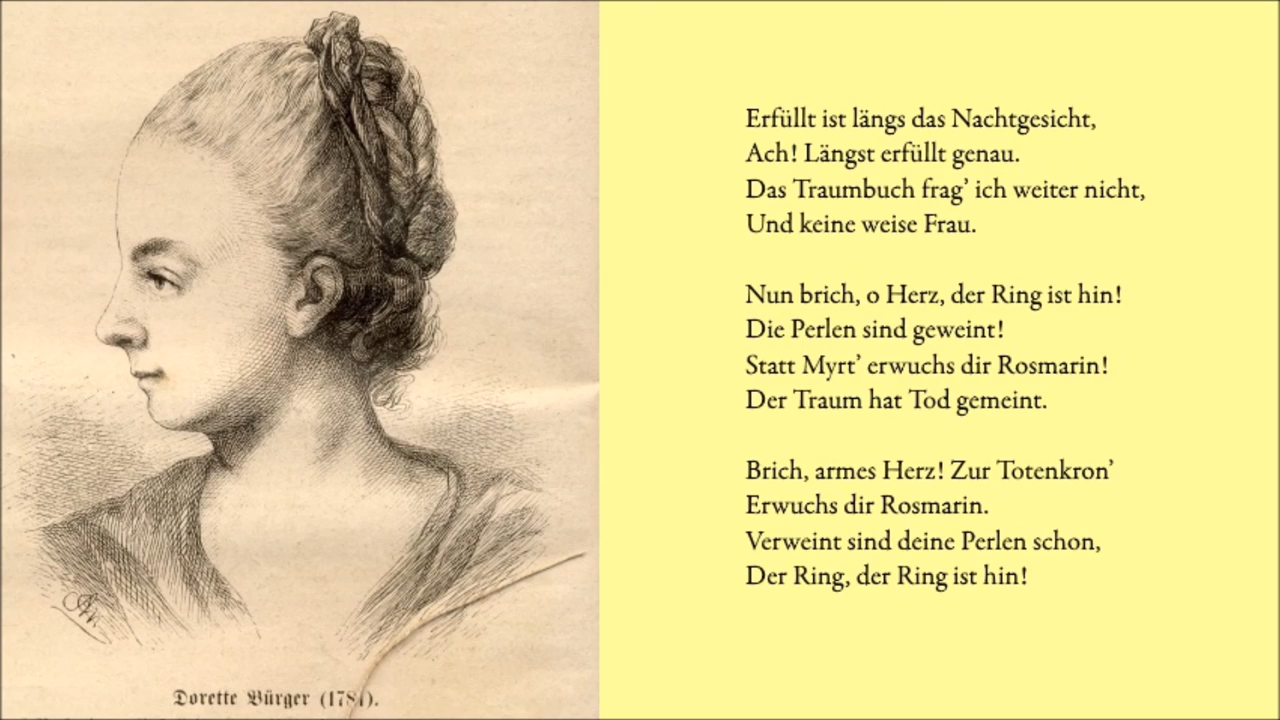 Erfüllt ist längs das Nachtgesicht,
Ach! Längst erfüllt genau.
Das Traumbuch frag’ ich weiter nicht,
Und keine weise Frau.
Nun brich, o Herz, der Ring ist hin!
Die Perlen sind geweint!
Statt Myrt’ erwuchs dir Rosmarin!
Der Traum hat Tod gemeint.
Brich, armes Herz! Zur Totenkron’
Erwuchs dir Rosmarin.
Verweint sind deine Perlen schon,
Der Ring, der Ring ist hin!
Dorette Bürger